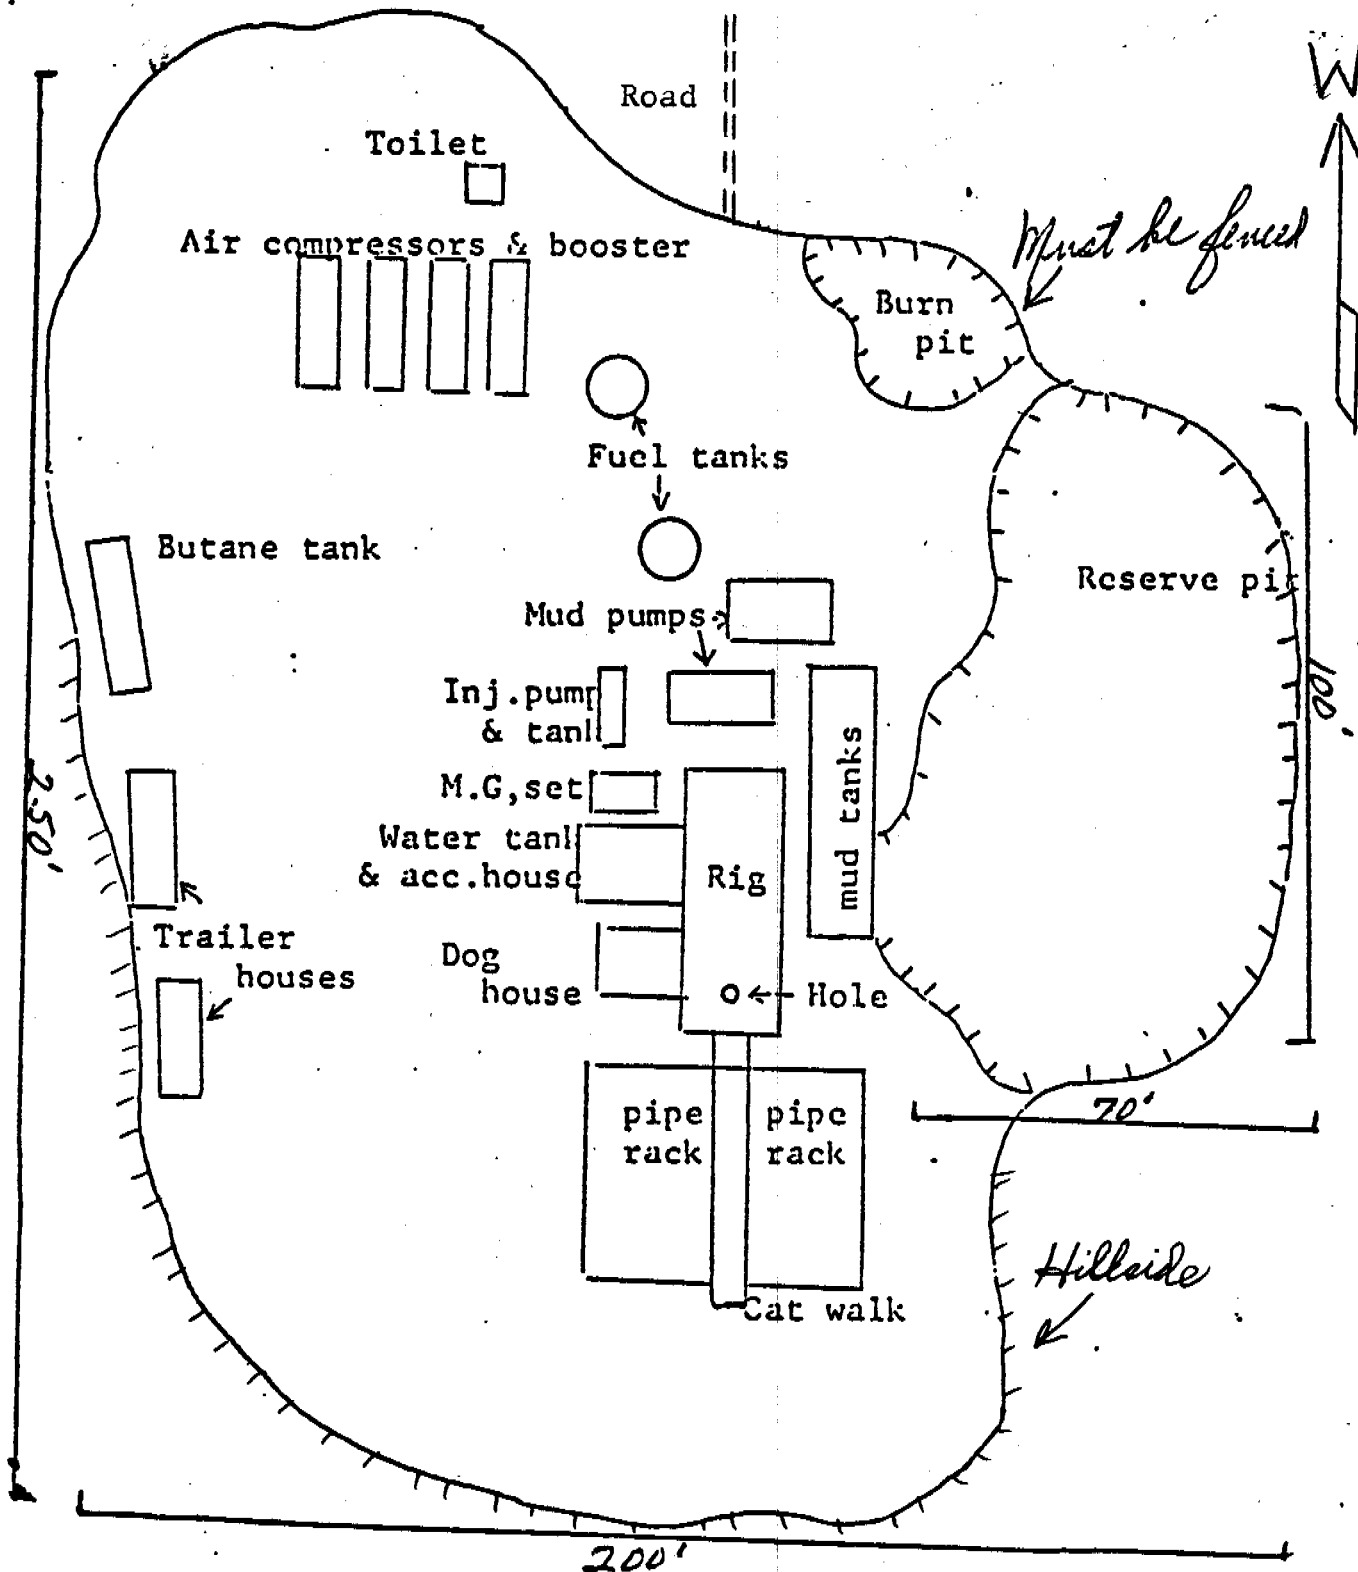 Road
W
Toilet
Must be fenced
Air compressors & booster
Burn
pit
Fuel tanks
Butane tank
Reserve pit
Mud pumps
Inj.pump
& tank
100'
mud tanks
250'
M.G,set
Water tank
& acc.house
Rig
Trailer
houses
Dog
house
Hole
pipe
rack
pipe
rack
70'
Hillside
Cat walk
200'